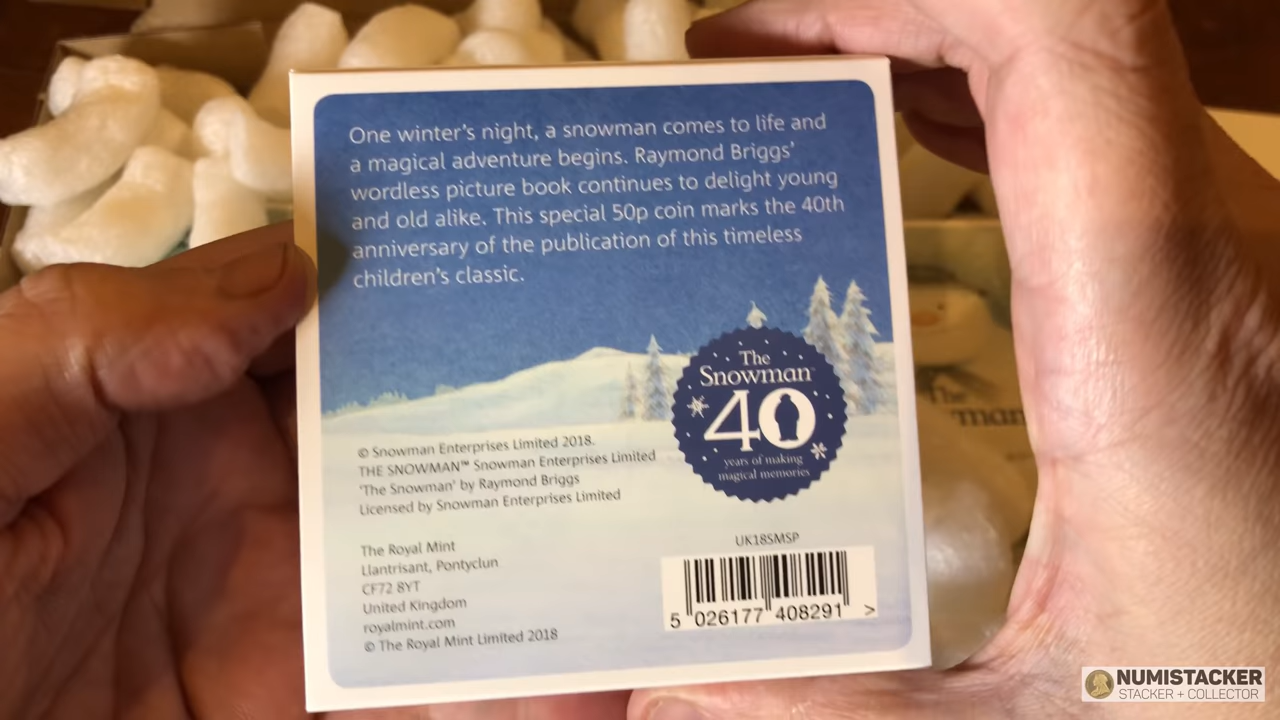 One winter's night, a snowman comes to life and
a magical adventure begins. Raymond Briggs'
wordless picture book continues to delight young
and old alike. This special 50p coin marks the 40th
anniversary of the publication of this timeless
children's classic.
The
Snowman
40
years of making
magical memories
© Snowman Enterprises Limited 2018.
THE SNOWMAN™ Snowman Enterprises Limited
'The Snowman' by Raymond Briggs
Licensed by Snowman Enterprises Limited
The Royal Mint
Llantrisant, Pontyclun
CF72 8YT
United Kingdom
royalmint.com
© The Royal Mint Limited 2018
UK18SMSP
5 026177 408291 >
The
man
NUMISTACKER
STACKER + COLLECTOR